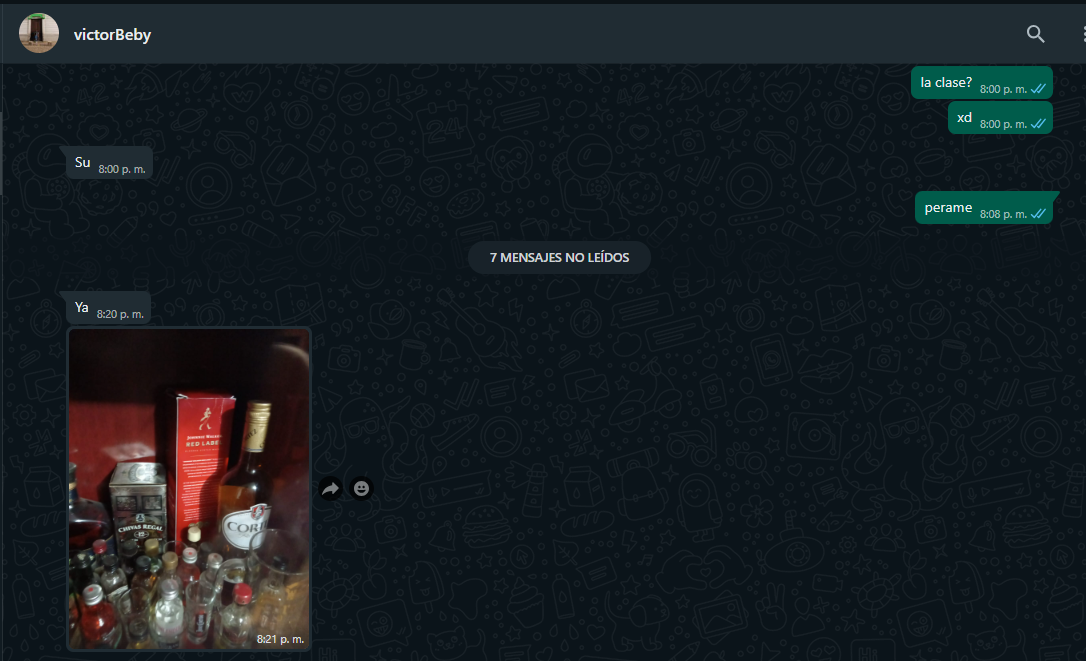 victorBeby
la clase? 8:00 p. m.
xd 8:00 p. m.
Su 8:00 p. m.
perame 8:08 p. m.
7 MENSAJES NO LEÍDOS
Ya 8:20 p. m.
JOHNNIE WALKER
RED LABEL
CHIVAS REGAL
8:21 p. m.